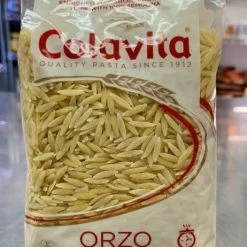 Colavita
QUALITY PASTA SINCE 1912
ORZO